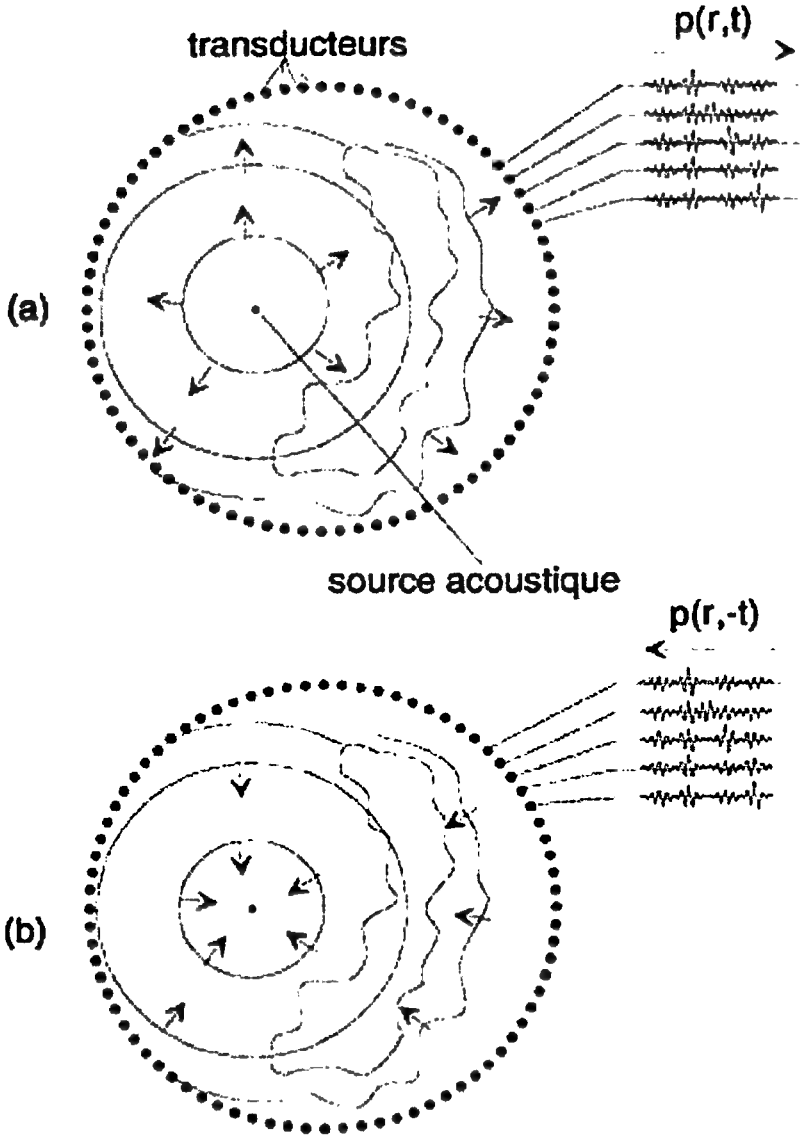 transducteurs
p(r,t)
(a)
source acoustique
p(r,-t)
(b)